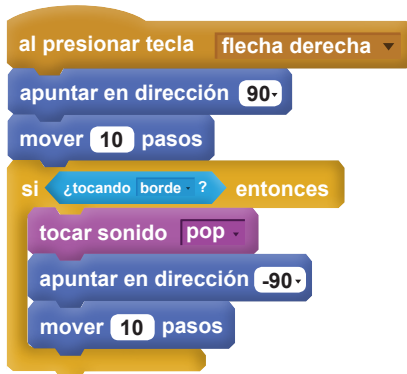 al presionar tecla flecha derecha
apuntar en dirección 90
mover 10 pasos
si ¿tocando borde ? entonces
tocar sonido pop
apuntar en dirección -90
mover 10 pasos